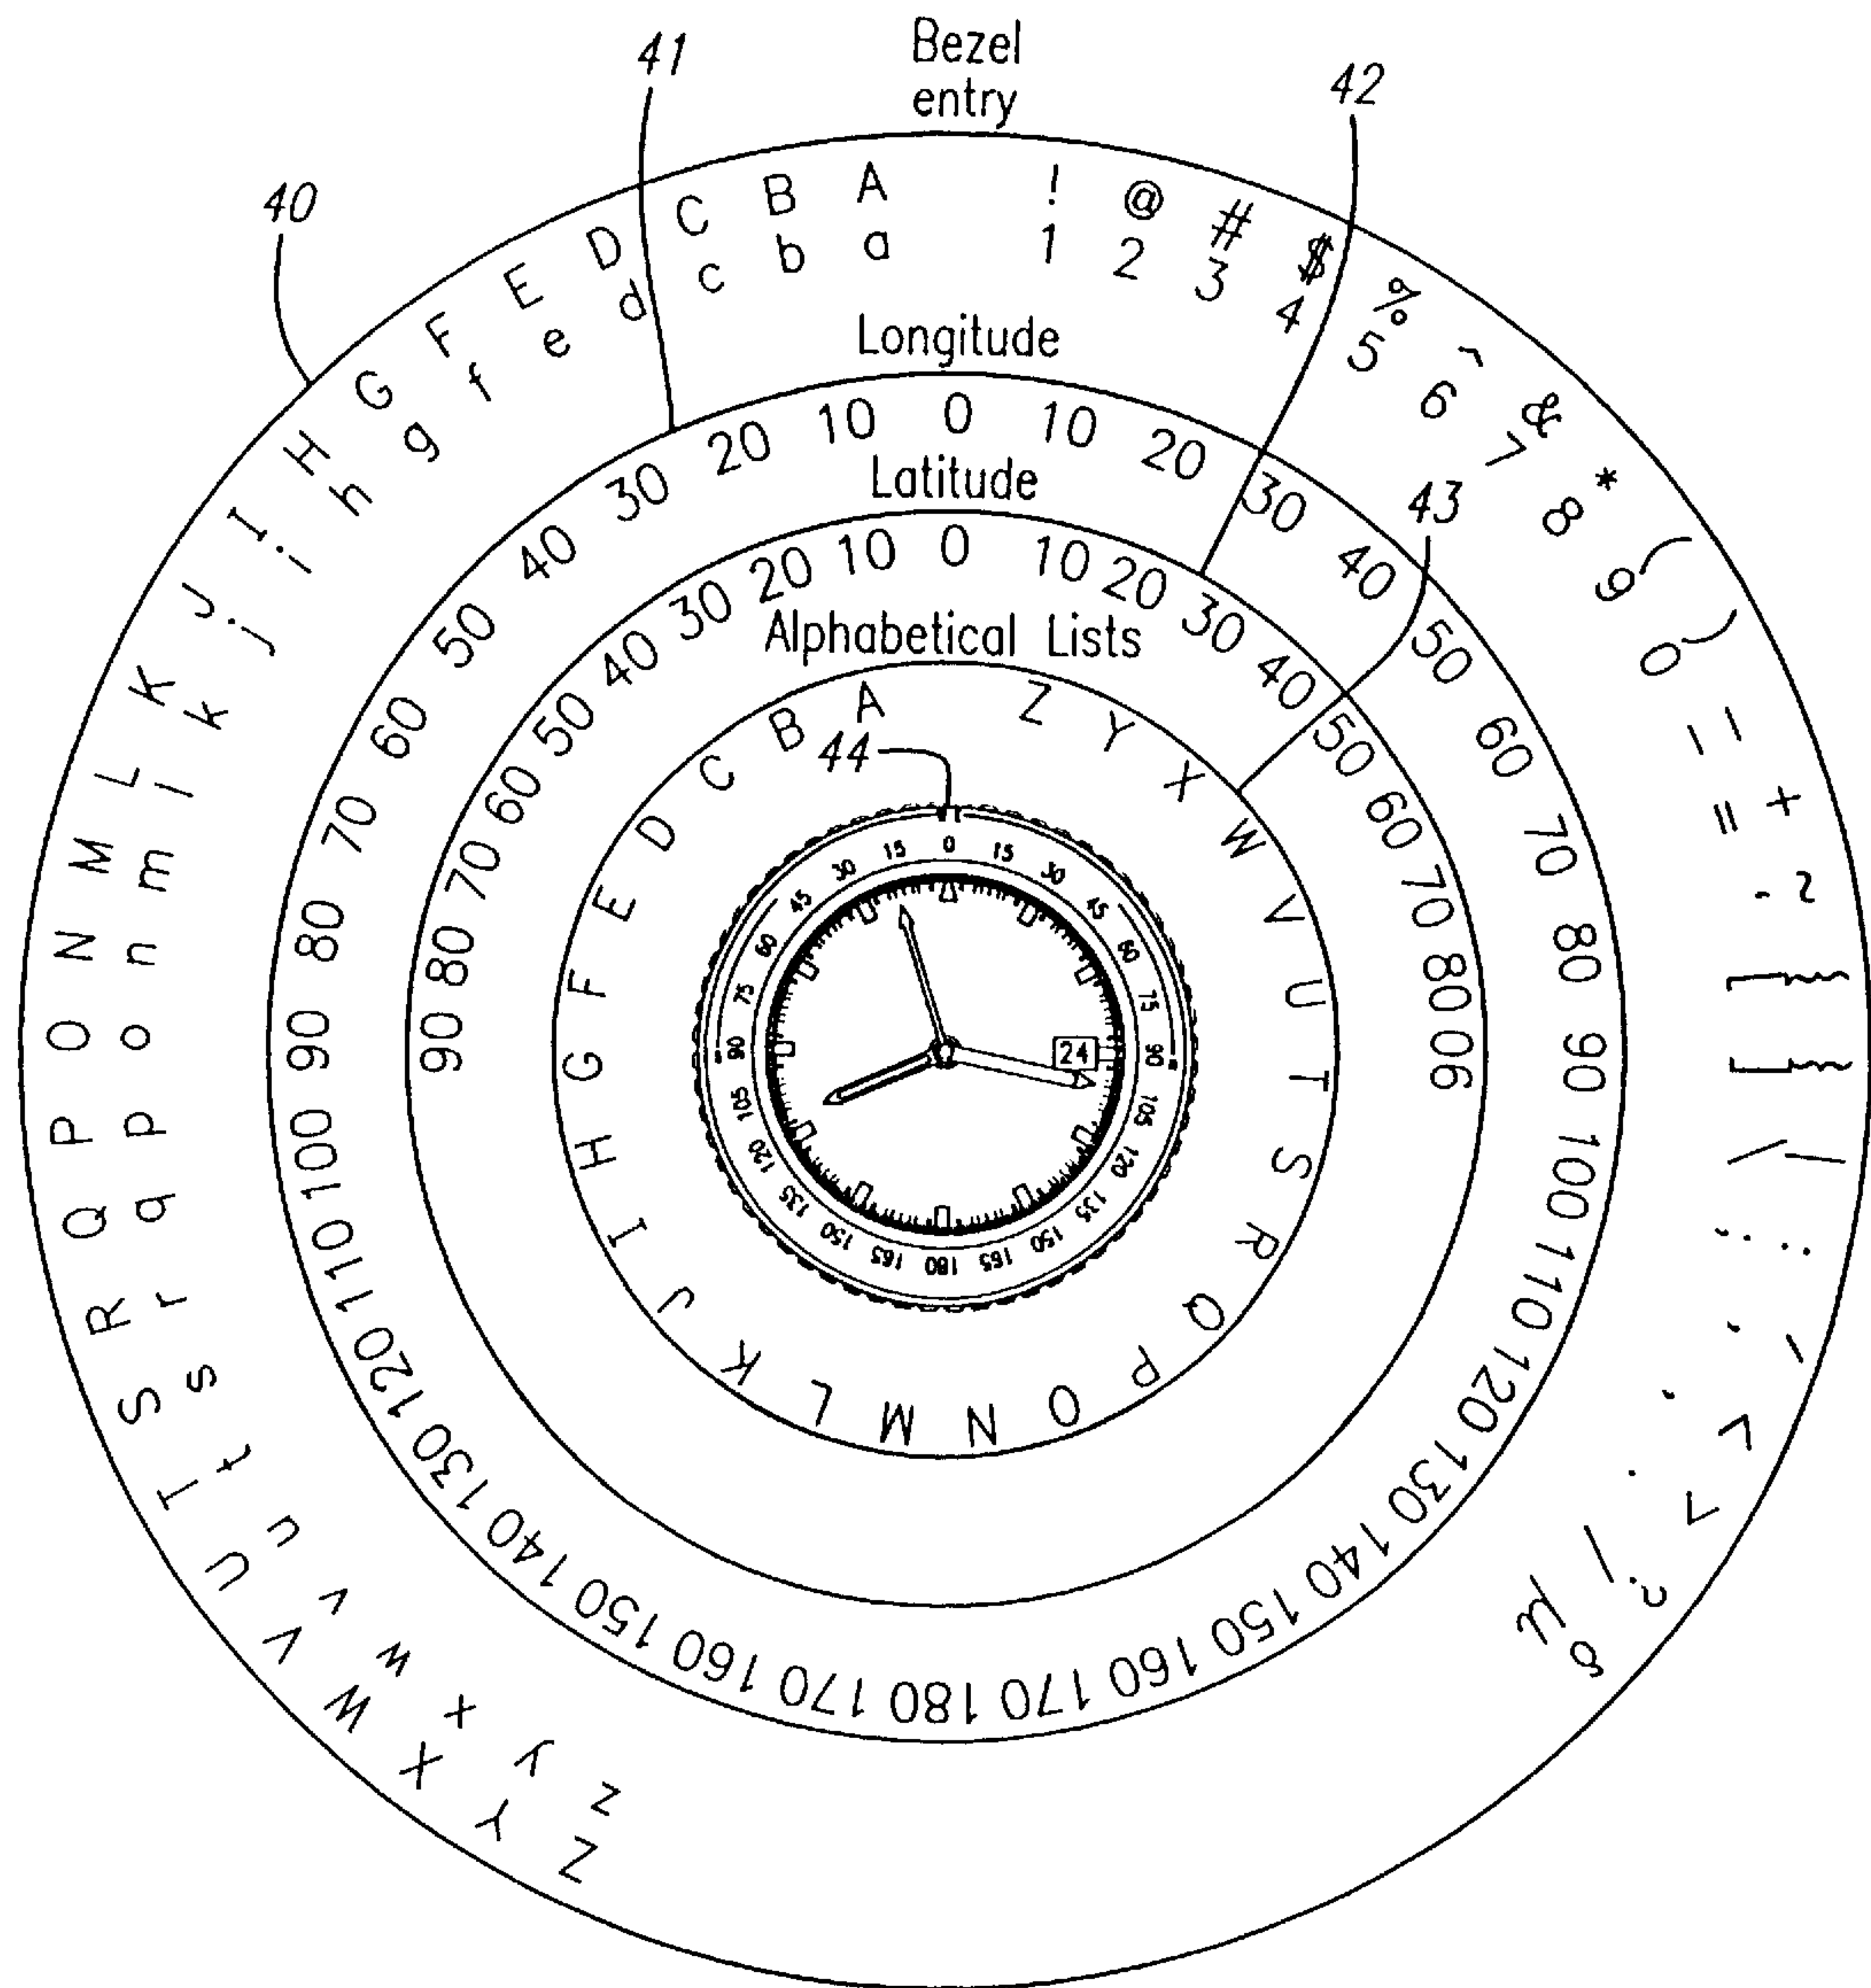 Bezel
entry
40
41
42
43
44
A B C D E F G H I J K L M N O P Q R S T U V W X Y Z
a b c d e f g h i j k l m n o p q r s t u v w x y z
! @ # $ % ^ & * ( )
1 2 3 4 5 6 7 8 9 0
+
=
[ {
] }
\ |
; :
, <
. >
/ ?
Longitude
0 10 20 30 40 50 60 70 80 90 100 110 120 130 140 150 160 170 180
170 160 150 140 130 120 110 100 90 80 70 60 50 40 30 20 10
Latitude
90 80 70 60 50 40 30 20 10 0 10 20 30 40 50 60 70 80 90
Alphabetical Lists
A B C D E F G H I J K L M N O P Q R S T U V W X Y Z
0 15 30 45 60 75 90 105 120 135 150 165 180
165 150 135 120 105 90 75 60 45 30 15
24